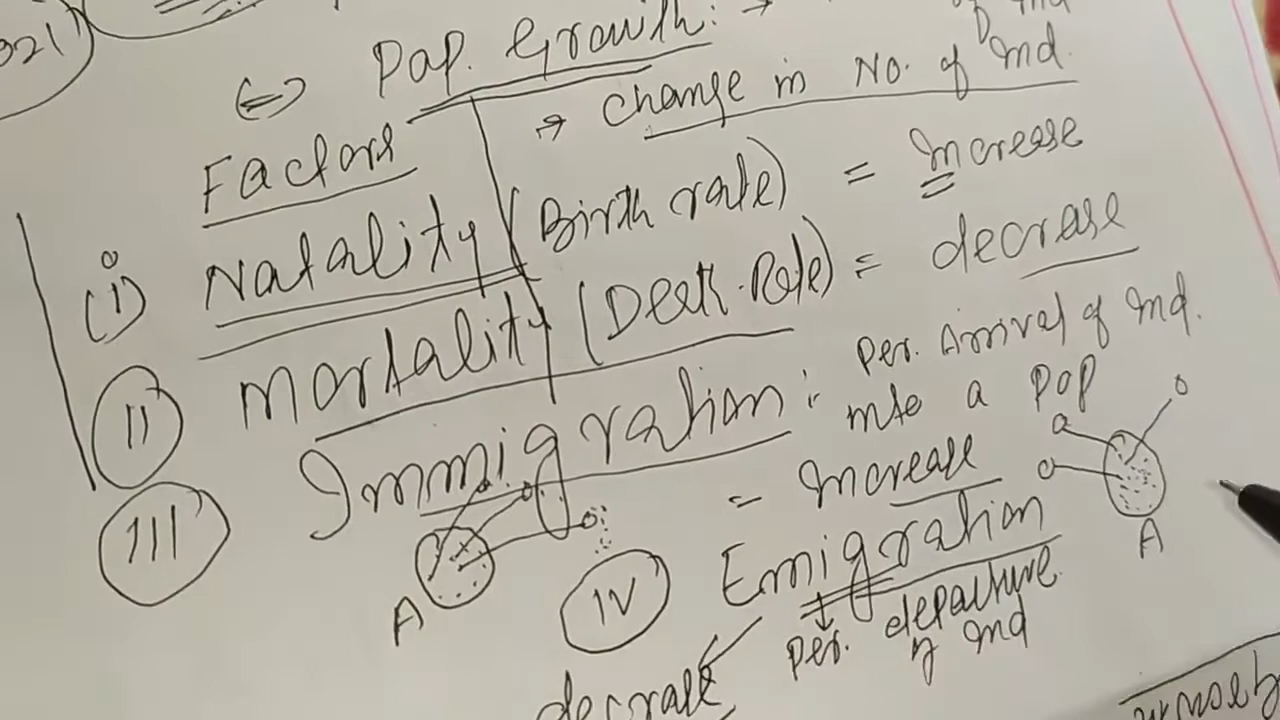 Pop. Growth: →
→ change in No. of ind.
Factors
(i) Natality (Birth rate) = Increase
II Mortality (Death Rate) = decrease
III Immigration: per. Arrival of ind.
into a pop
= Increase
A
A
IV Emigration
per. departure
of ind
decrease